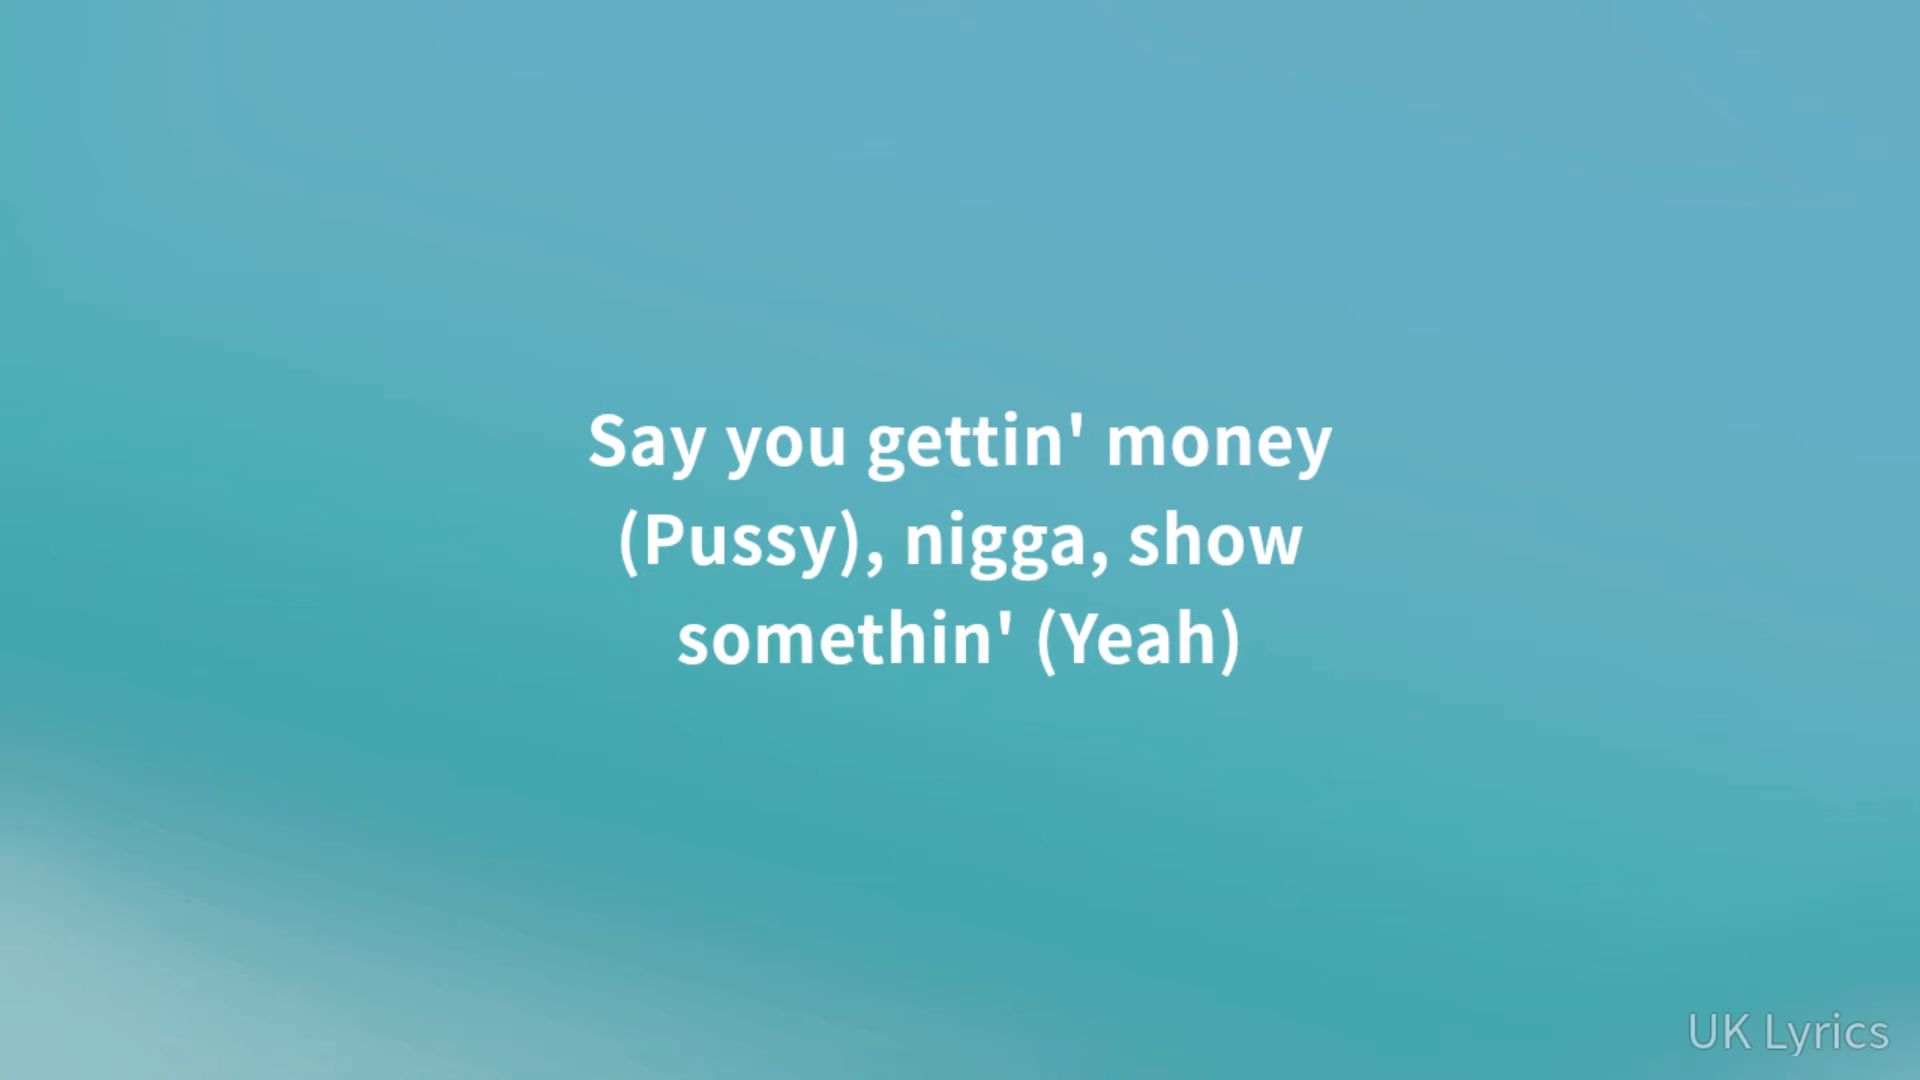 Say you gettin' money
(Pussy), nigga, show
somethin' (Yeah)
UK Lyrics